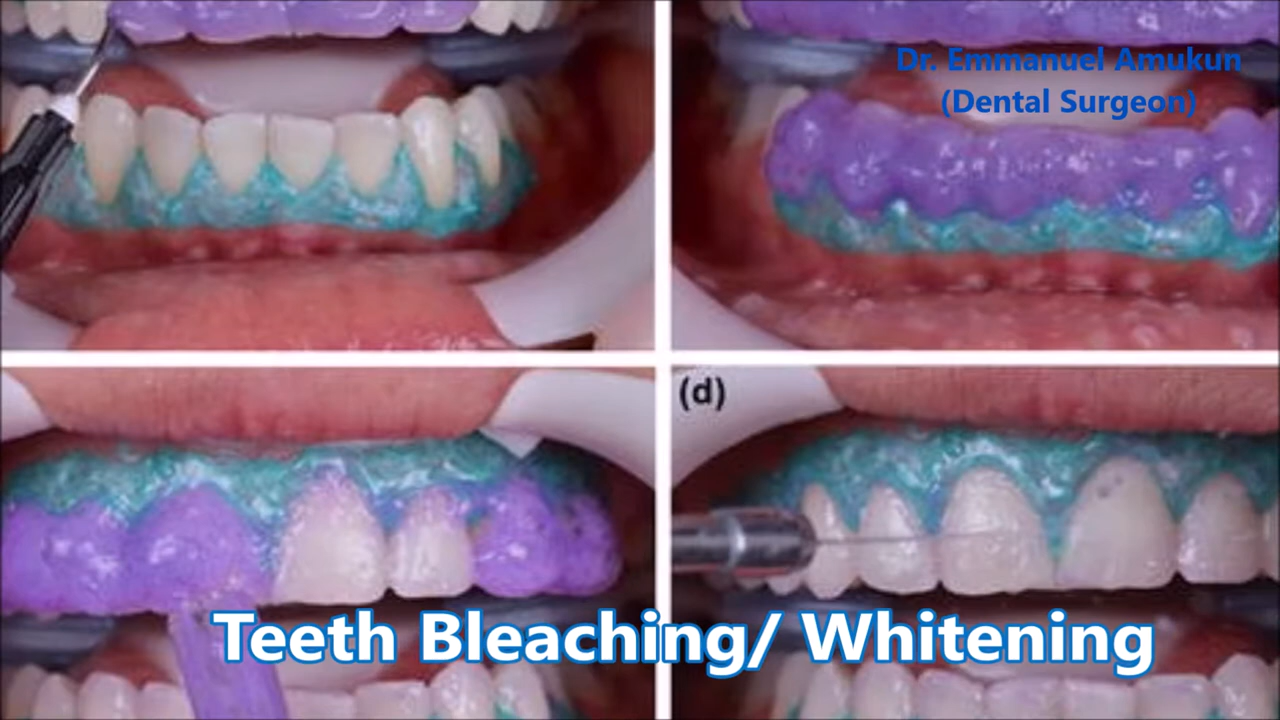 Dr. Emmanuel Amukun
(Dental Surgeon)
(d)
Teeth Bleaching/ Whitening